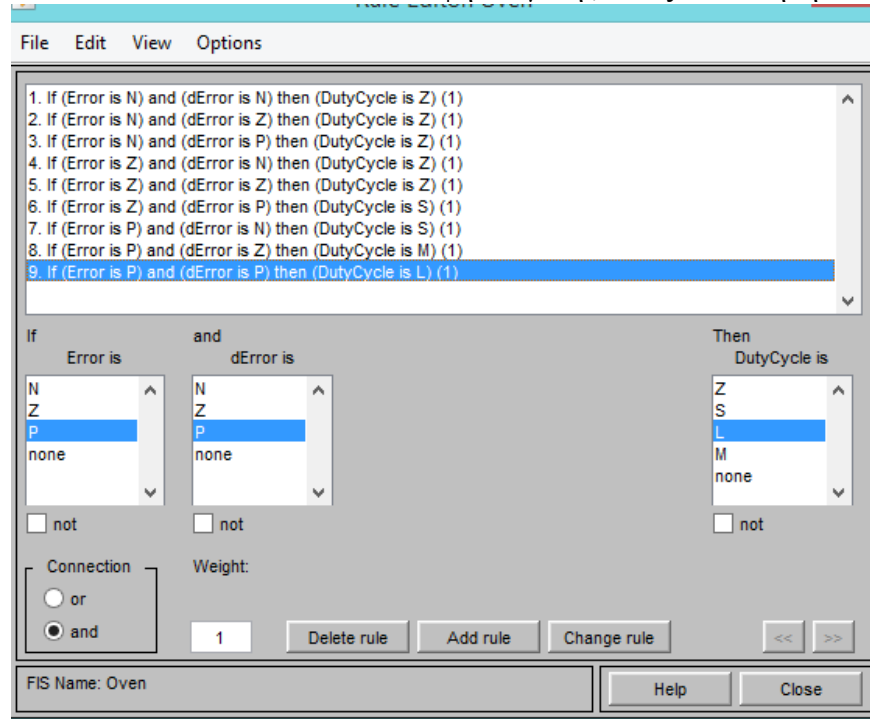 Rule Editor: Oven
File Edit View Options
1. If (Error is N) and (dError is N) then (DutyCycle is Z) (1)
2. If (Error is N) and (dError is Z) then (DutyCycle is Z) (1)
3. If (Error is N) and (dError is P) then (DutyCycle is Z) (1)
4. If (Error is Z) and (dError is N) then (DutyCycle is Z) (1)
5. If (Error is Z) and (dError is Z) then (DutyCycle is Z) (1)
6. If (Error is Z) and (dError is P) then (DutyCycle is S) (1)
7. If (Error is P) and (dError is N) then (DutyCycle is S) (1)
8. If (Error is P) and (dError is Z) then (DutyCycle is M) (1)
9. If (Error is P) and (dError is P) then (DutyCycle is L) (1)
If and Then
Error is dError is DutyCycle is
N N Z
Z Z S
P P L
none none M
none
not not not
Connection Weight:
or
and 1 Delete rule Add rule Change rule << >>
FIS Name: Oven Help Close